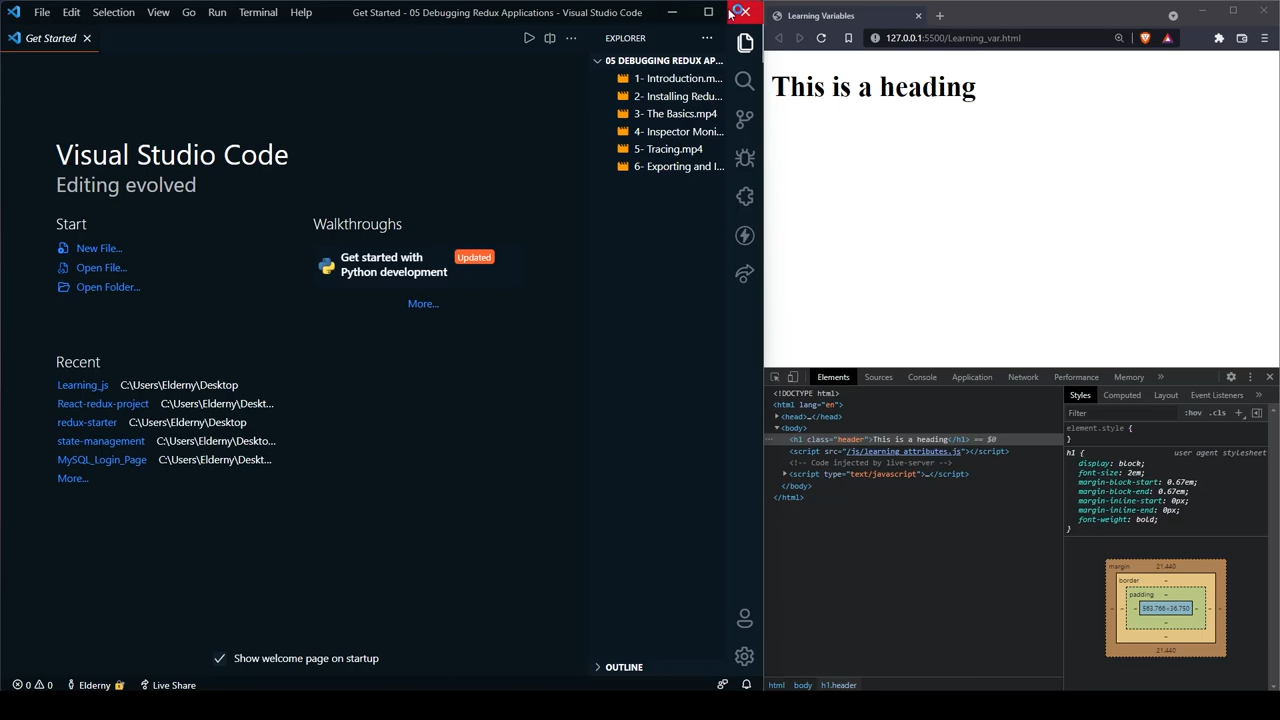 File Edit Selection View Go Run Terminal Help
Get Started - 05 Debugging Redux Applications - Visual Studio Code
Get Started
Visual Studio Code
Editing evolved
Start
New File...
Open File...
Open Folder...
Walkthroughs
Get started with
Python development
Updated
More...
Recent
Learning_js C:\Users\Elderny\Desktop
React-redux-project C:\Users\Elderny\Deskt...
redux-starter C:\Users\Elderny\Desktop
state-management C:\Users\Elderny\Deskto...
MySQL_Login_Page C:\Users\Elderny\Deskt...
More...
Show welcome page on startup
0 0 Elderny Live Share
EXPLORER
05 DEBUGGING REDUX AP...
1- Introduction.m...
2- Installing Redu...
3- The Basics.mp4
4- Inspector Moni...
5- Tracing.mp4
6- Exporting and I...
OUTLINE
Learning Variables
127.0.0.1:5500/Learning_var.html
This is a heading
Elements Sources Console Application Network Performance Memory
<!DOCTYPE html>
<html lang="en">
<head>…</head>
<body>
<h1 class="header">This is a heading</h1> == $0
<script src="/js/learning_attributes.js"></script>
<!-- Code injected by live-server -->
<script type="text/javascript">…</script>
</body>
</html>
html body h1.header
Styles Computed Layout Event Listeners
Filter :hov .cls
element.style {
}
h1 { user agent stylesheet
display: block;
font-size: 2em;
margin-block-start: 0.67em;
margin-block-end: 0.67em;
margin-inline-start: 0px;
margin-inline-end: 0px;
font-weight: bold;
}
margin 21.440
border -
padding -
- - - 563.766×36.750 - - -
-
-
21.440